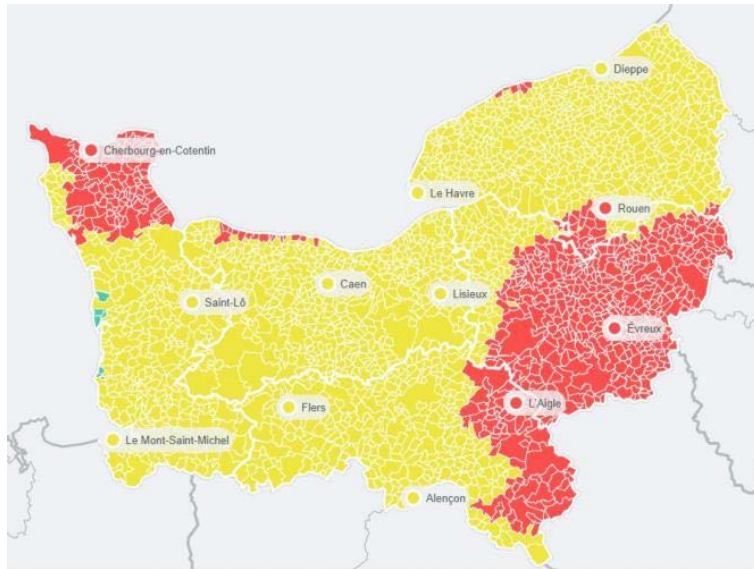 Dieppe
Cherbourg-en-Cotentin
Le Havre
Rouen
Caen
Lisieux
Saint-Lô
Évreux
L'Aigle
Flers
Le Mont-Saint-Michel
Alençon